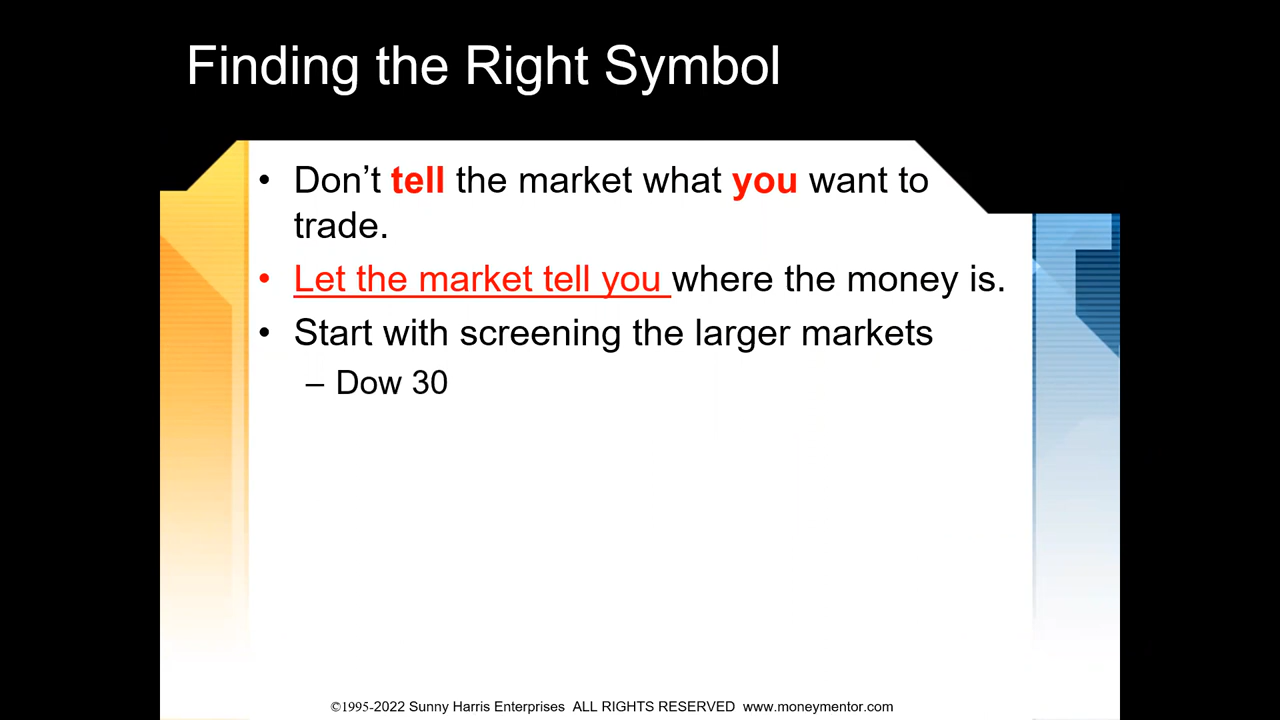 Finding the Right Symbol
• Don’t tell the market what you want to
trade.
• Let the market tell you where the money is.
• Start with screening the larger markets
– Dow 30
©1995-2022 Sunny Harris Enterprises ALL RIGHTS RESERVED www.moneymentor.com